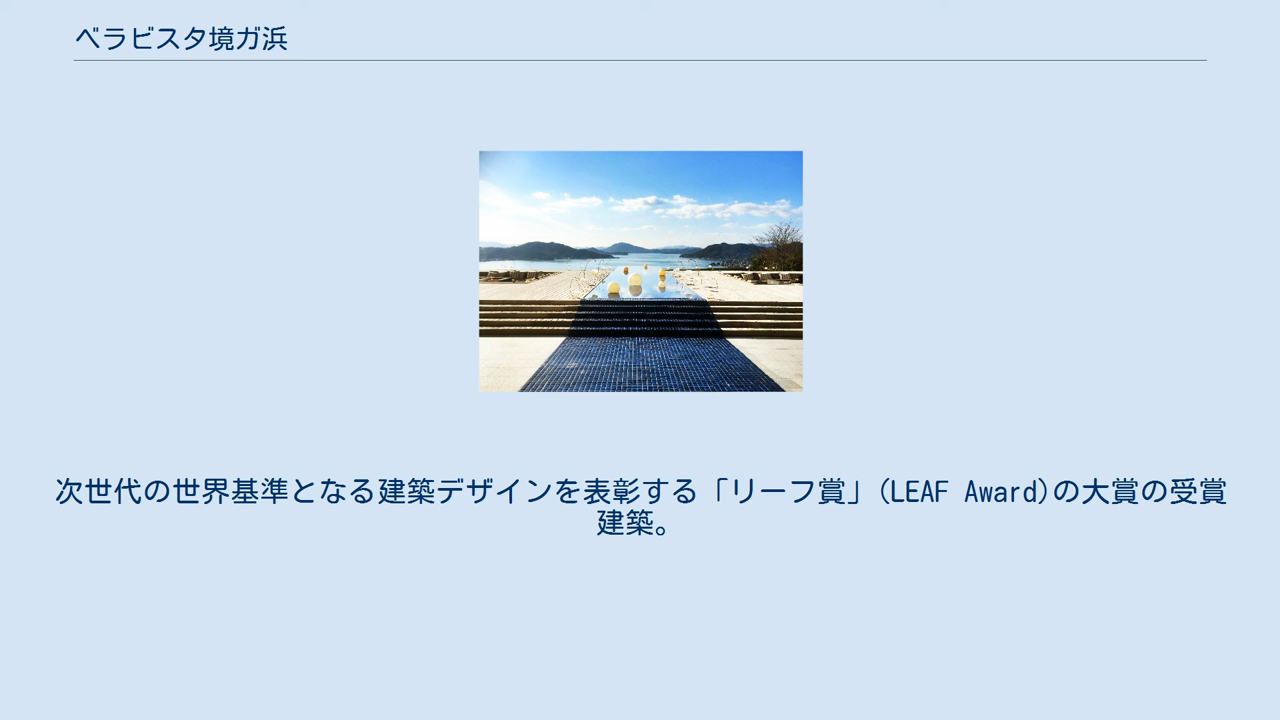 ベラビスタ境ガ浜
次世代の世界基準となる建築デザインを表彰する「リーフ賞」(LEAF Award)の大賞の受賞
建築。